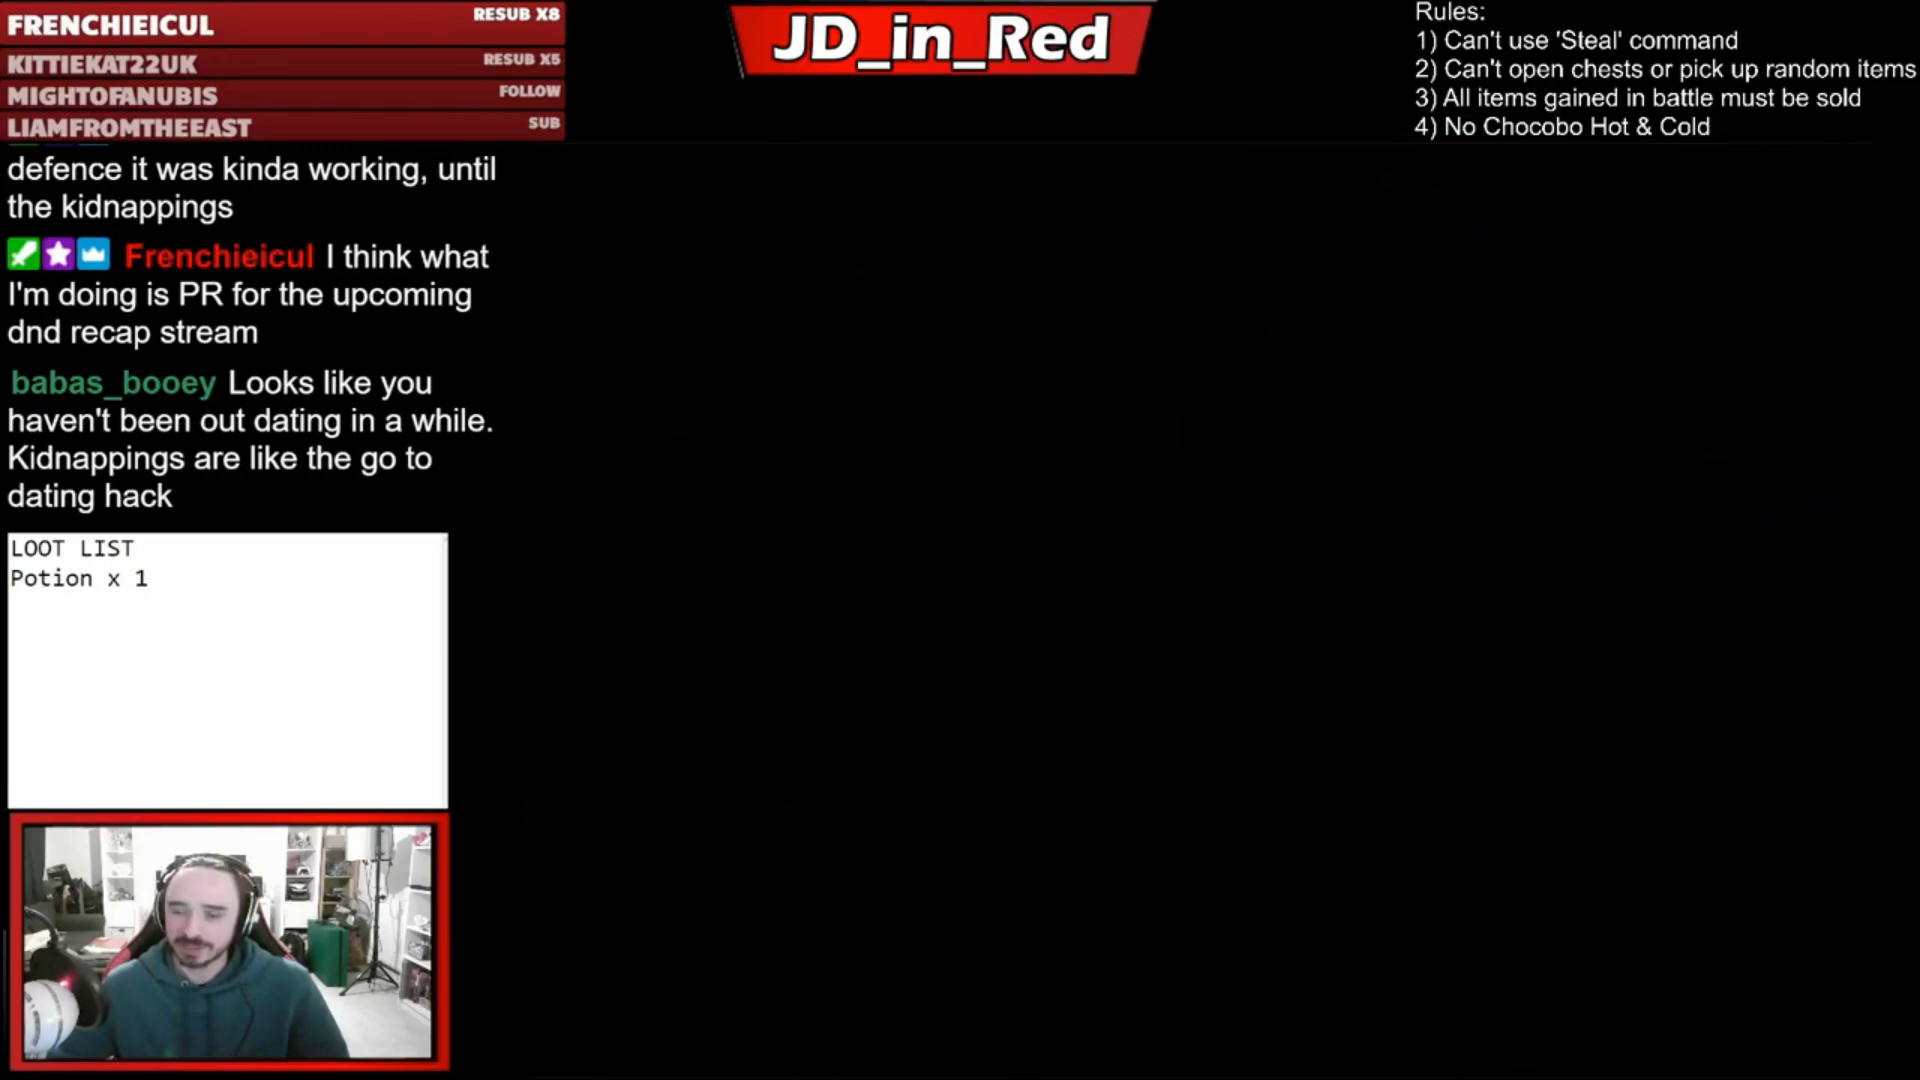 FRENCHIEICUL RESUB X8
KITTIEKAT22UK RESUB X5
MIGHTOFANUBIS FOLLOW
LIAMFROMTHEEAST SUB
defence it was kinda working, until
the kidnappings
Frenchieicul I think what
I'm doing is PR for the upcoming
dnd recap stream
babas_booey Looks like you
haven't been out dating in a while.
Kidnappings are like the go to
dating hack
LOOT LIST
Potion x 1
JD_in_Red
Rules:
1) Can't use 'Steal' command
2) Can't open chests or pick up random items
3) All items gained in battle must be sold
4) No Chocobo Hot & Cold